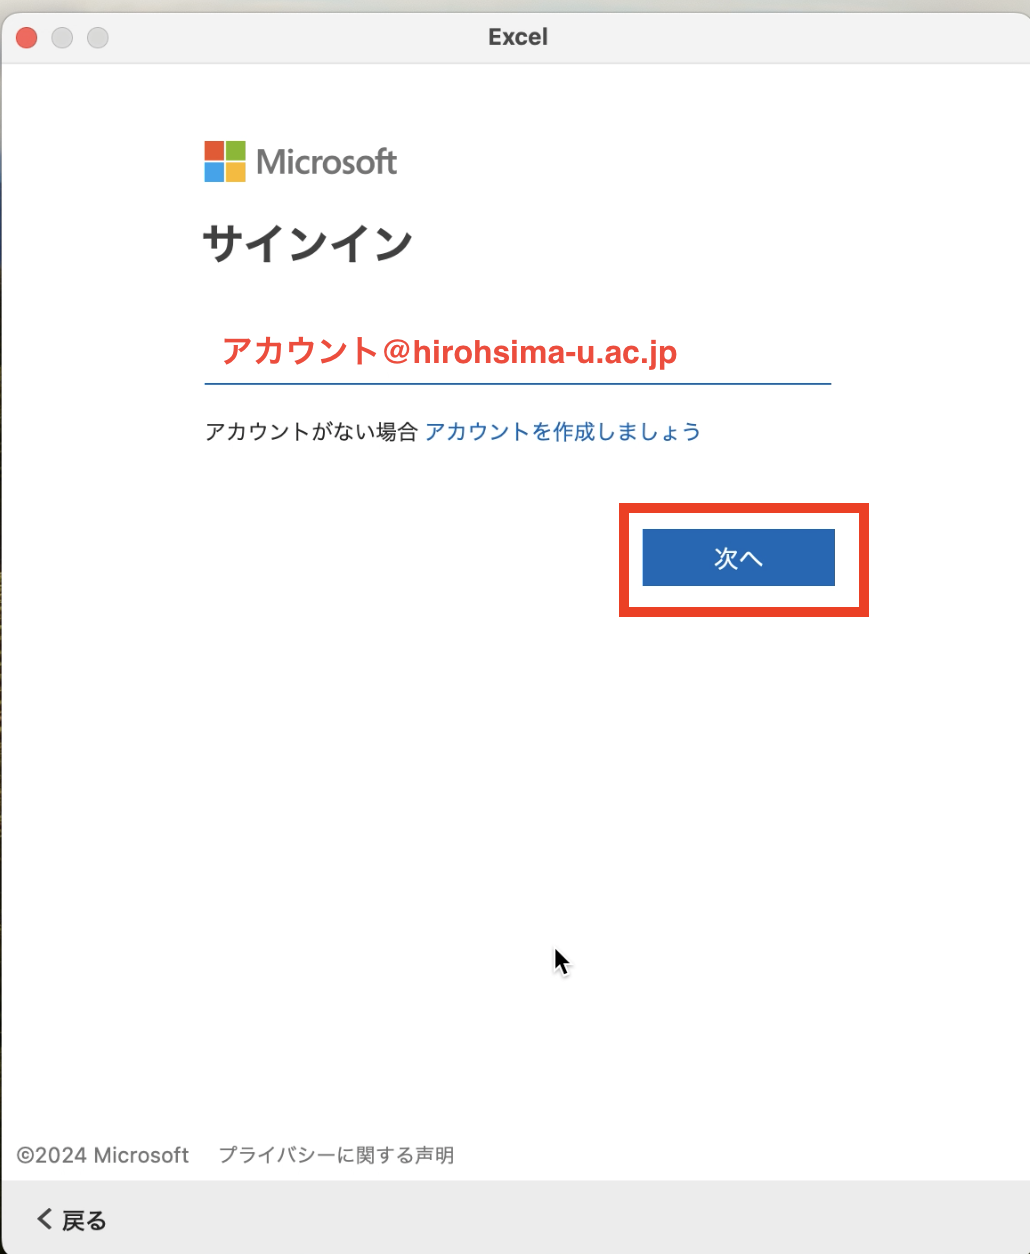 Excel
Microsoft
サインイン
アカウント@hirohsima-u.ac.jp
アカウントがない場合 アカウントを作成しましょう
次へ
©2024 Microsoft プライバシーに関する声明
戻る